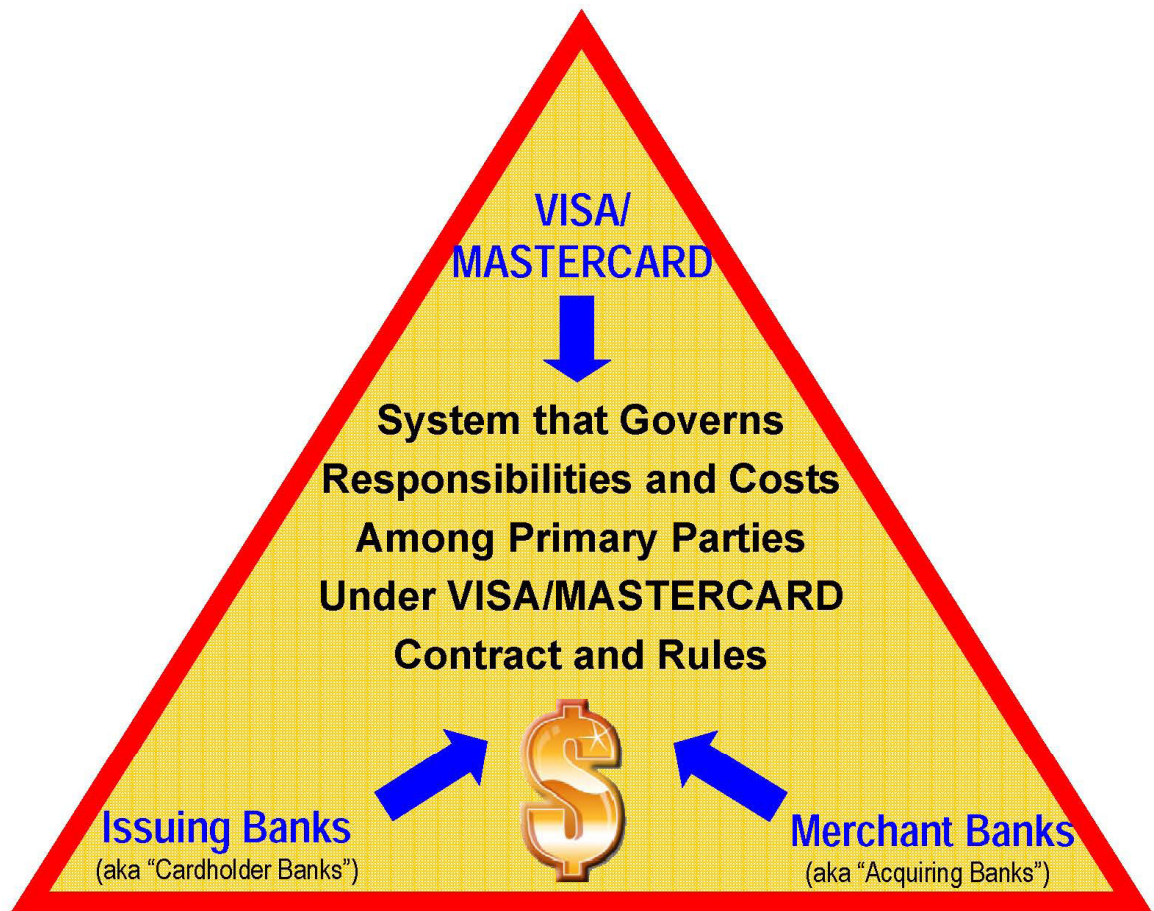 VISA/
MASTERCARD
System that Governs
Responsibilities and Costs
Among Primary Parties
Under VISA/MASTERCARD
Contract and Rules
$
Issuing Banks
(aka “Cardholder Banks”)
Merchant Banks
(aka “Acquiring Banks”)